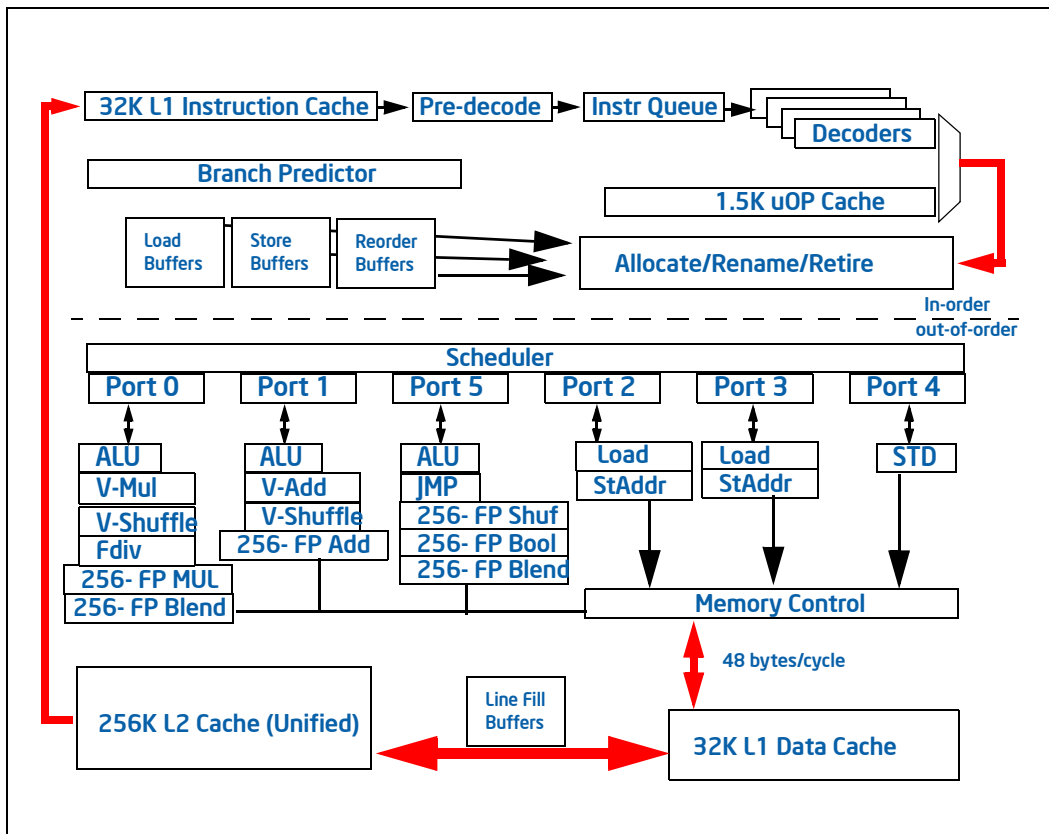 32K L1 Instruction Cache
Pre-decode
Instr Queue
Decoders
Branch Predictor
1.5K uOP Cache
Load
Buffers
Store
Buffers
Reorder
Buffers
Allocate/Rename/Retire
In-order
out-of-order
Scheduler
Port 0
Port 1
Port 5
Port 2
Port 3
Port 4
ALU
V-Mul
V-Shuffle
Fdiv
256- FP MUL
256- FP Blend
ALU
V-Add
V-Shuffle
256- FP Add
ALU
JMP
256- FP Shuf
256- FP Bool
256- FP Blend
Load
StAddr
Load
StAddr
STD
Memory Control
48 bytes/cycle
256K L2 Cache (Unified)
Line Fill
Buffers
32K L1 Data Cache